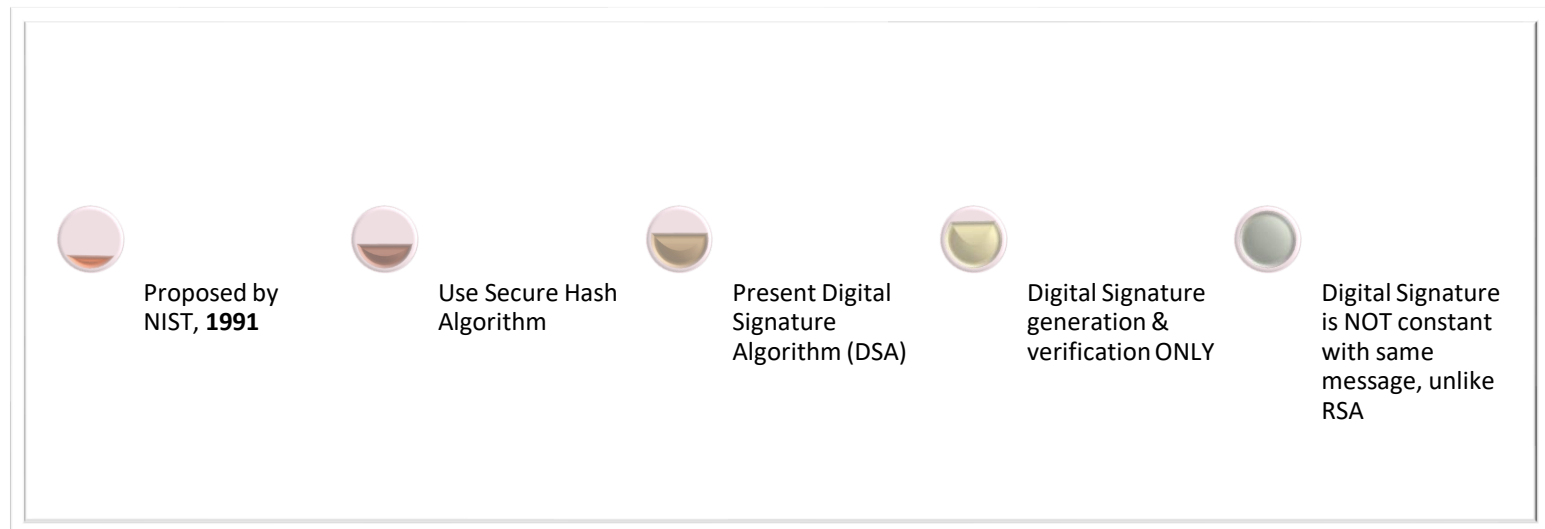 Proposed by
NIST, 1991
Use Secure Hash
Algorithm
Present Digital
Signature
Algorithm (DSA)
Digital Signature
generation &
verification ONLY
Digital Signature
is NOT constant
with same
message, unlike
RSA